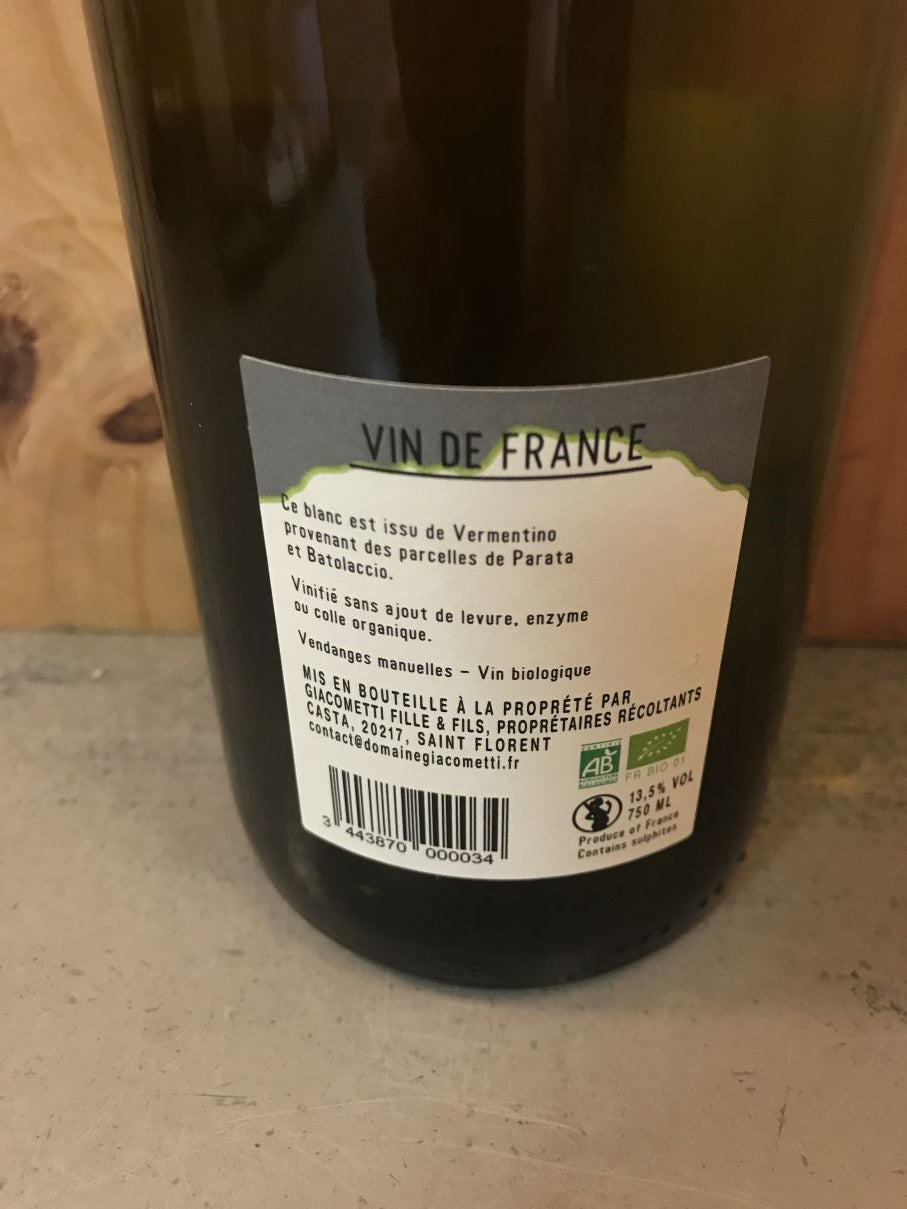 VIN DE FRANCE
Ce blanc est issu de Vermentino
provenant des parcelles de Parata
et Batolaccio.
Vinifié sans ajout de levure, enzyme
ou colle organique.
Vendanges manuelles – Vin biologique
MIS EN BOUTEILLE À LA PROPRÉTÉ PAR
GIACOMETTI FILLE & FILS, PROPRÉTAIRES RÉCOLTANTS
CASTA, 20217, SAINT FLORENT
contact@domainegiacometti.fr
AB
FR BIO 01
13,5% VOL
750 ML
Produce of France
Contains sulphites
3 443870 000034